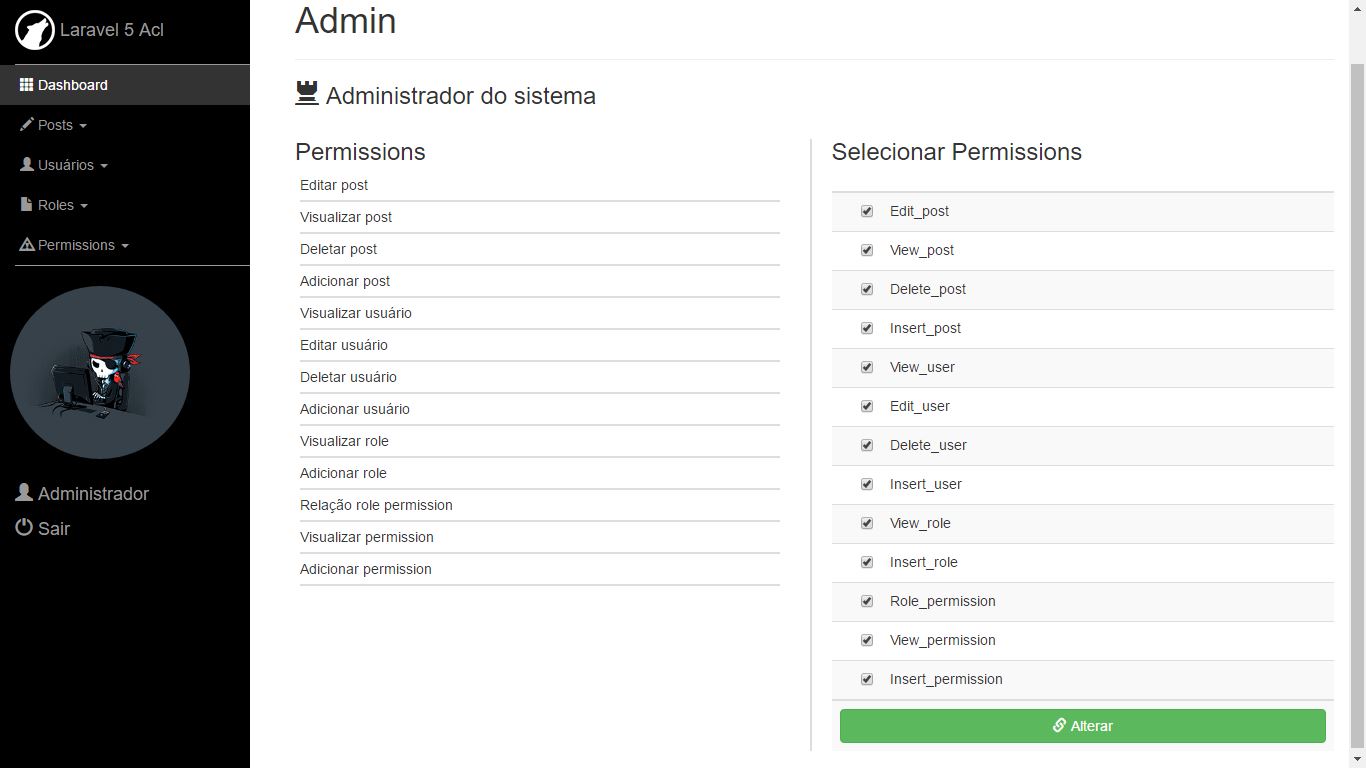 Laravel 5 Acl
Dashboard
Posts
Usuários
Roles
Permissions
Administrador
Sair
Admin
Administrador do sistema
Permissions
Editar post
Visualizar post
Deletar post
Adicionar post
Visualizar usuário
Editar usuário
Deletar usuário
Adicionar usuário
Visualizar role
Adicionar role
Relação role permission
Visualizar permission
Adicionar permission
Selecionar Permissions
Edit_post
View_post
Delete_post
Insert_post
View_user
Edit_user
Delete_user
Insert_user
View_role
Insert_role
Role_permission
View_permission
Insert_permission
Alterar